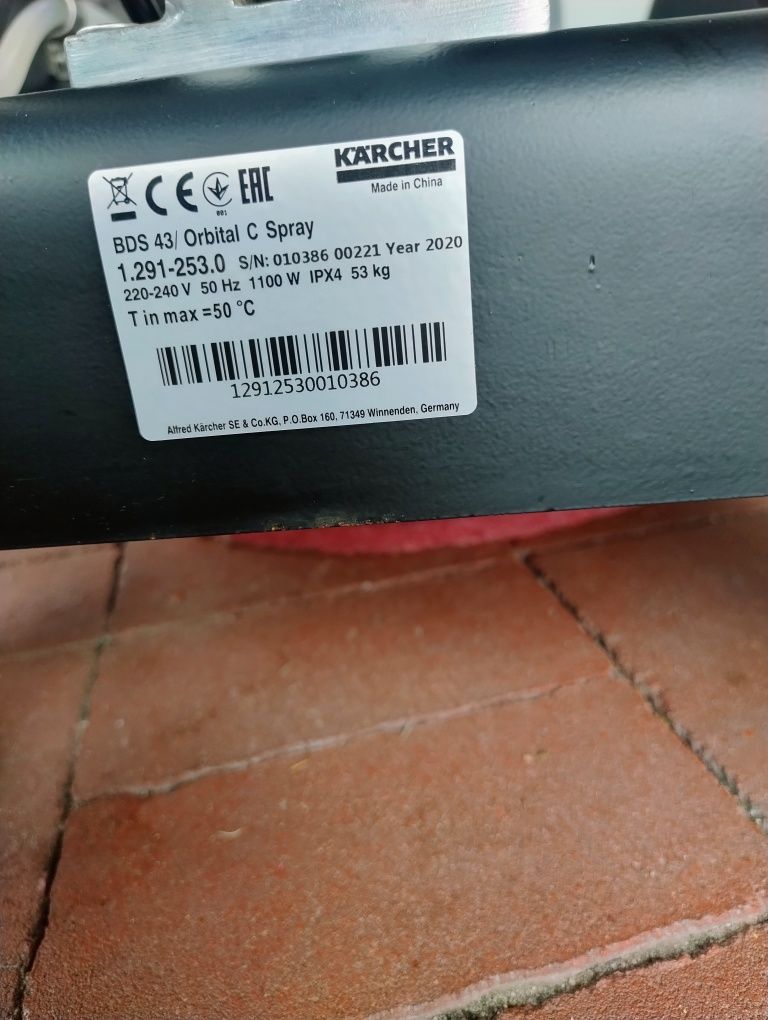 KÄRCHER
Made in China
CE EAC
001
BDS 43/ Orbital C Spray
1.291-253.0 S/N: 010386 00221 Year 2020
220-240 V 50 Hz 1100 W IPX4 53 kg
T in max =50 °C
12912530010386
Alfred Kärcher SE & Co.KG, P.O.Box 160, 71349 Winnenden, Germany